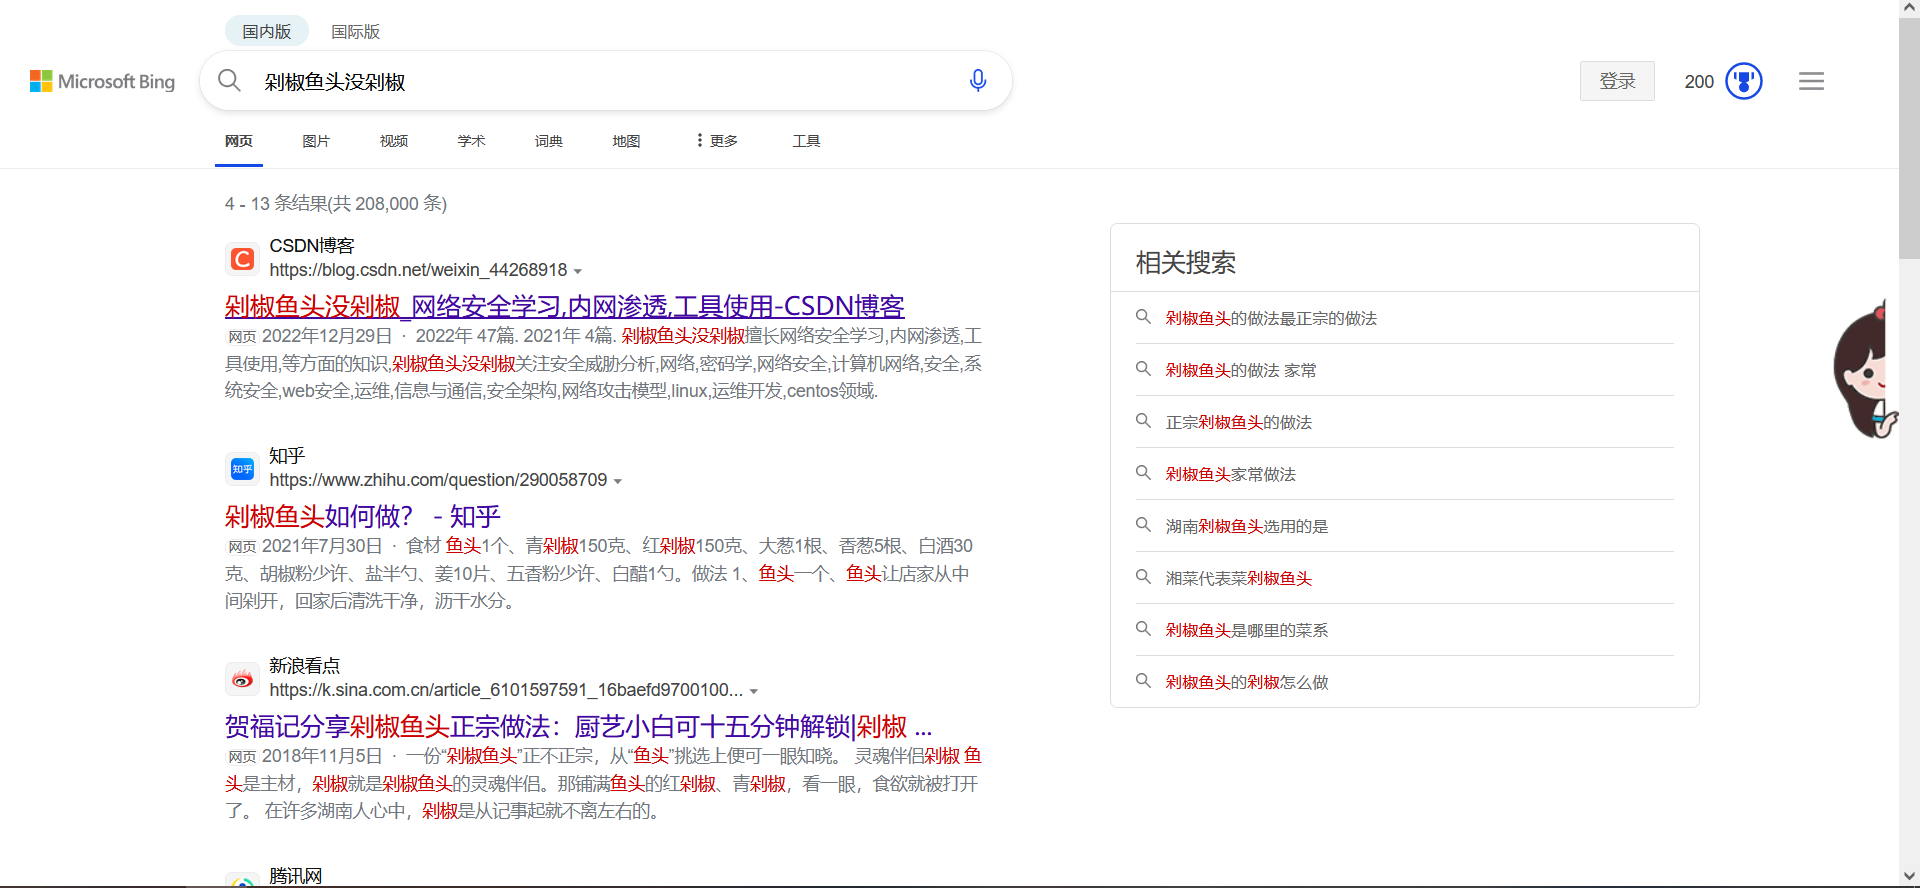 国内版 国际版
Microsoft Bing
剁椒鱼头没剁椒
登录
200
网页 图片 视频 学术 词典 地图 更多 工具
4 - 13 条结果(共 208,000 条)
CSDN博客
https://blog.csdn.net/weixin_44268918
剁椒鱼头没剁椒_网络安全学习,内网渗透,工具使用-CSDN博客
网页 2022年12月29日 · 2022年 47篇. 2021年 4篇. 剁椒鱼头没剁椒擅长网络安全学习,内网渗透,工
具使用,等方面的知识,剁椒鱼头没剁椒关注安全威胁分析,网络,密码学,网络安全,计算机网络,安全,系
统安全,web安全,运维,信息与通信,安全架构,网络攻击模型,linux,运维开发,centos领域.
知乎
知乎
https://www.zhihu.com/question/290058709
剁椒鱼头如何做? - 知乎
网页 2021年7月30日 · 食材 鱼头1个、青剁椒150克、红剁椒150克、大葱1根、香葱5根、白酒30
克、胡椒粉少许、盐半勺、姜10片、五香粉少许、白醋1勺。做法 1、鱼头一个、鱼头让店家从中
间剁开，回家后清洗干净，沥干水分。
新浪看点
https://k.sina.com.cn/article_6101597591_16baefd9700100...
贺福记分享剁椒鱼头正宗做法：厨艺小白可十五分钟解锁|剁椒 ...
网页 2018年11月5日 · 一份“剁椒鱼头”正不正宗，从“鱼头”挑选上便可一眼知晓。 灵魂伴侣剁椒 鱼
头是主材，剁椒就是剁椒鱼头的灵魂伴侣。那铺满鱼头的红剁椒、青剁椒，看一眼，食欲就被打开
了。 在许多湖南人心中，剁椒是从记事起就不离左右的。
腾讯网
相关搜索
剁椒鱼头的做法最正宗的做法
剁椒鱼头的做法 家常
正宗剁椒鱼头的做法
剁椒鱼头家常做法
湖南剁椒鱼头选用的是
湘菜代表菜剁椒鱼头
剁椒鱼头是哪里的菜系
剁椒鱼头的剁椒怎么做